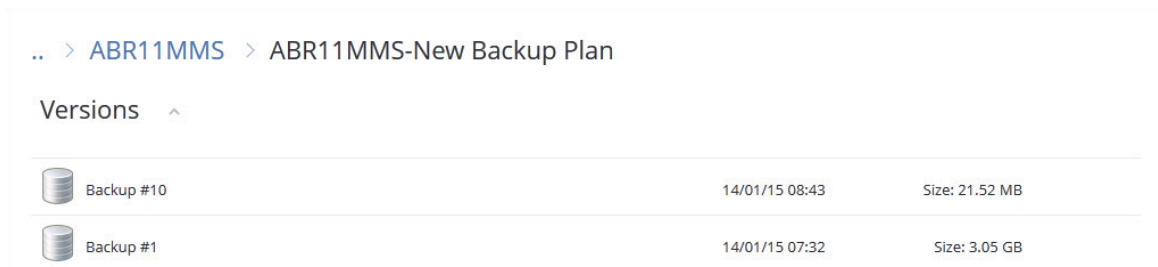 .. > ABR11MMS > ABR11MMS-New Backup Plan
Versions
Backup #10 14/01/15 08:43 Size: 21.52 MB
Backup #1 14/01/15 07:32 Size: 3.05 GB